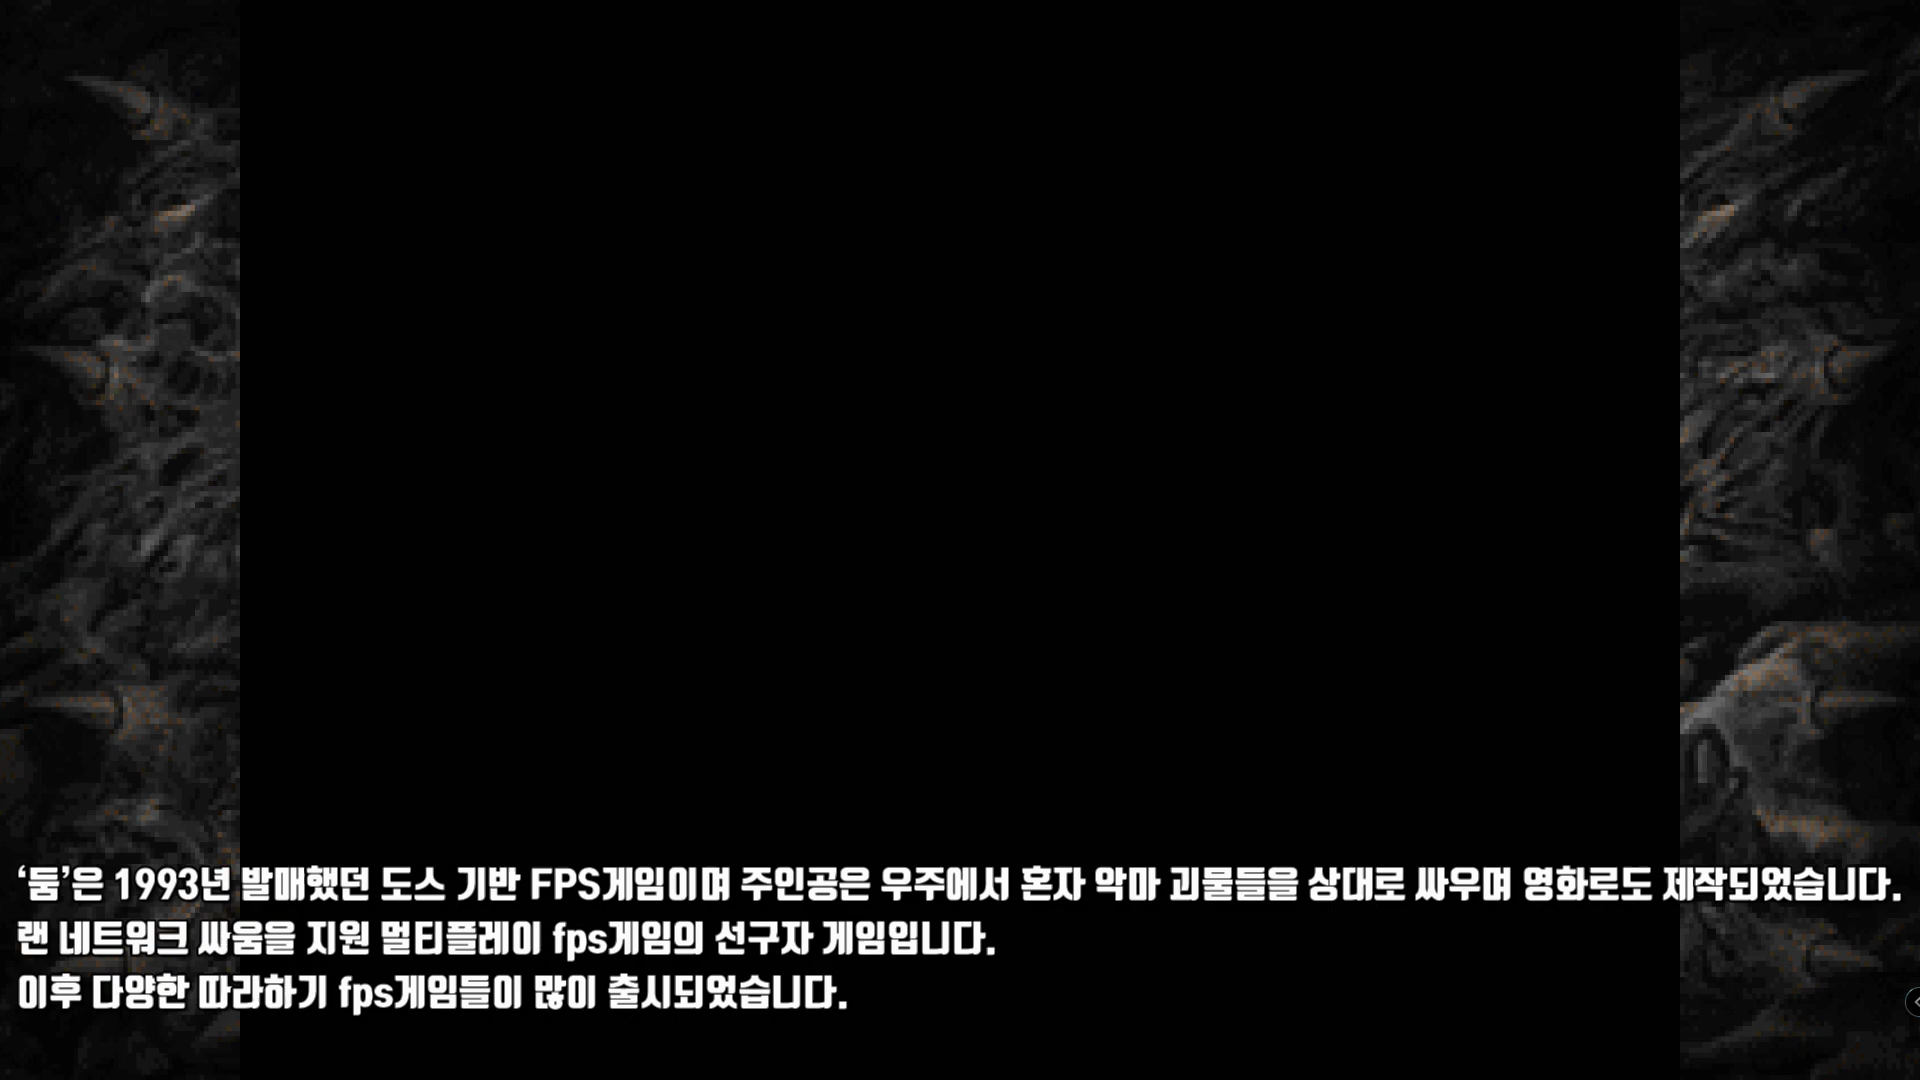 ‘둠’은 1993년 발매했던 도스 기반 FPS게임이며 주인공은 우주에서 혼자 악마 괴물들을 상대로 싸우며 영화로도 제작되었습니다.
랜 네트워크 싸움을 지원 멀티플레이 fps게임의 선구자 게임입니다.
이후 다양한 따라하기 fps게임들이 많이 출시되었습니다.